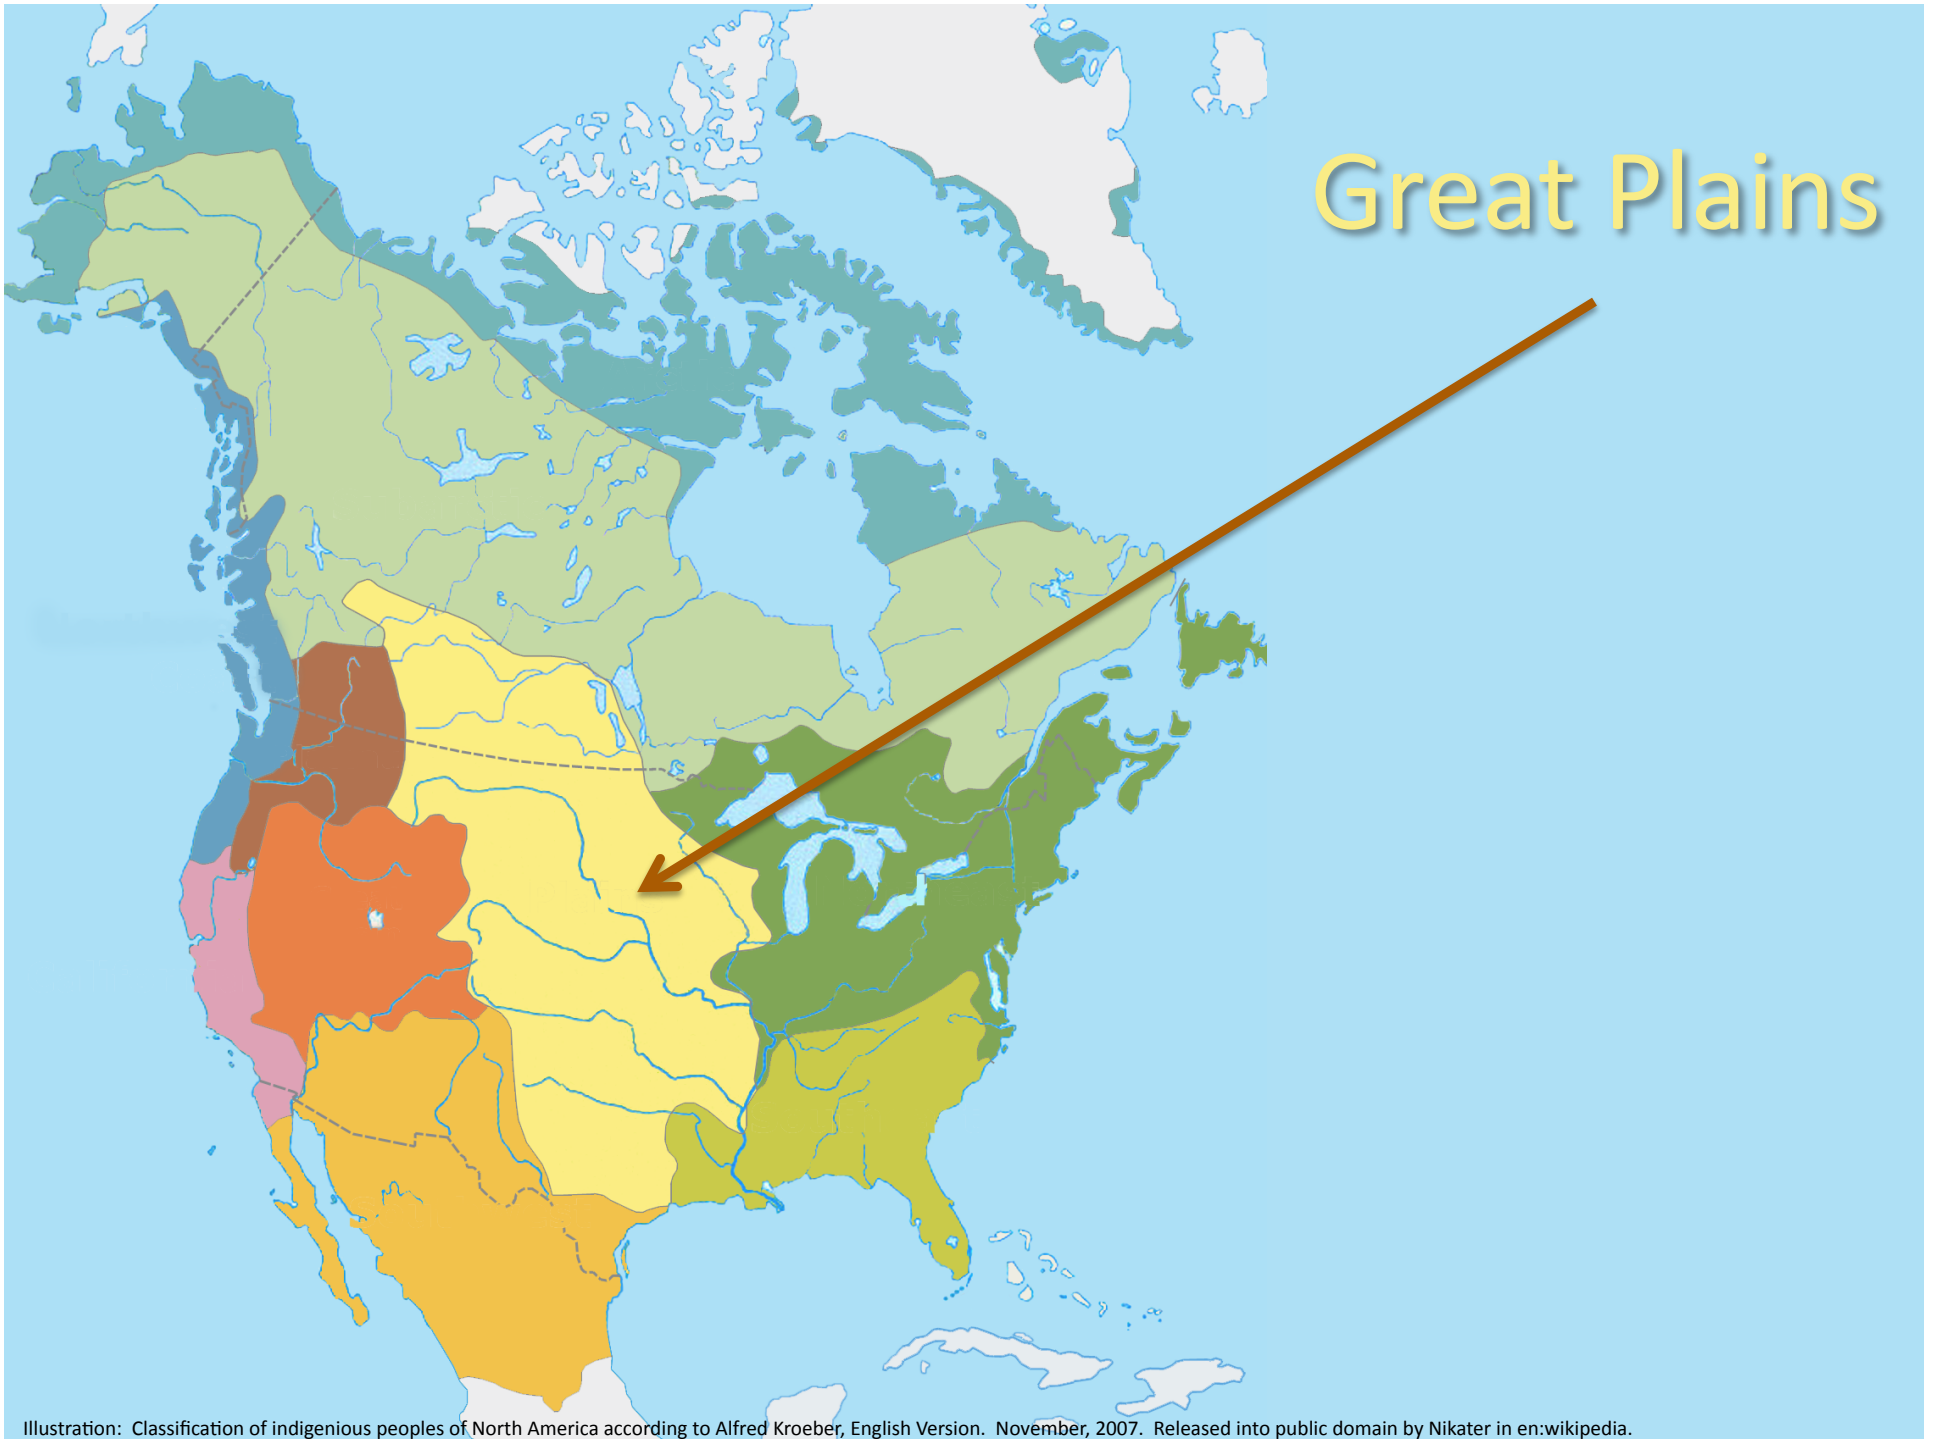 Great Plains
Illustration:  Classification of indigenious peoples of North America according to Alfred Kroeber, English Version.  November, 2007.  Released into public domain by Nikater in en:wikipedia.